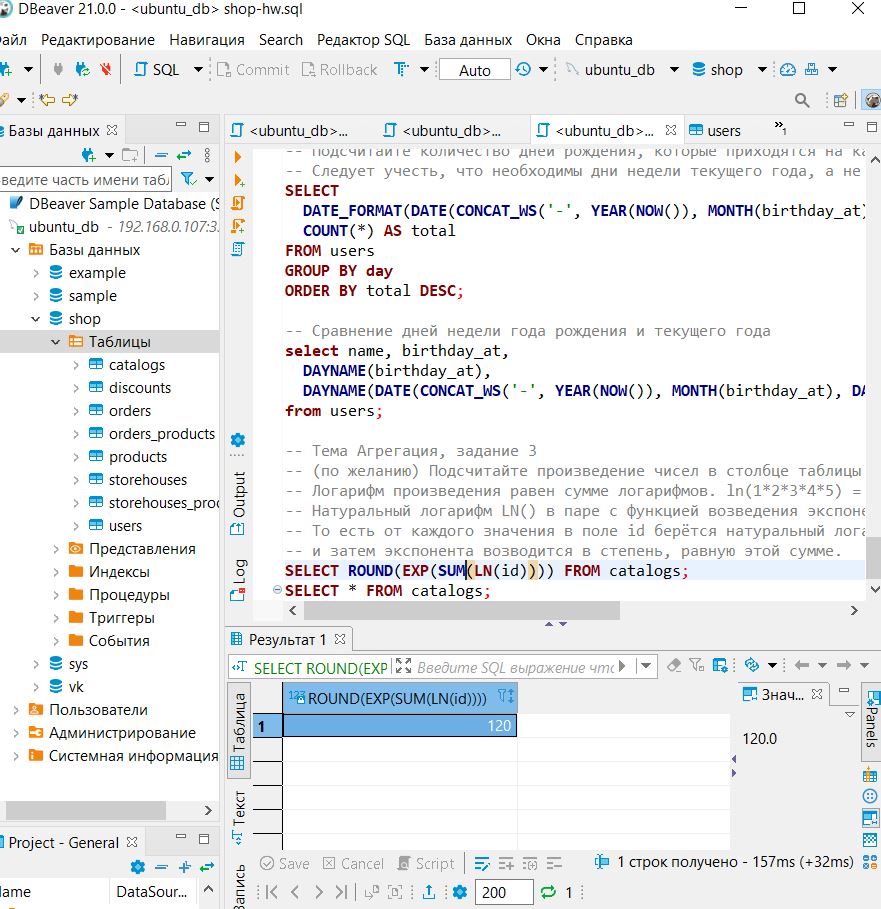 DBeaver 21.0.0 - <ubuntu_db> shop-hw.sql
Файл Редактирование Навигация Search Редактор SQL База данных Окна Справка
SQL Commit Rollback Auto ubuntu_db shop
Базы данных
<ubuntu_db>...
<ubuntu_db>...
<ubuntu_db>...
users
»1
введите часть имени табл
DBeaver Sample Database (S
ubuntu_db - 192.168.0.107:3
Базы данных
example
sample
shop
Таблицы
catalogs
discounts
orders
orders_products
products
storehouses
storehouses_pro
users
Представления
Индексы
Процедуры
Триггеры
События
sys
vk
Пользователи
Администрирование
Системная информация
Project - General
Name DataSour...
-- Подсчитайте количество дней рождения, которые приходятся на ка
-- Следует учесть, что необходимы дни недели текущего года, а не
SELECT
DATE_FORMAT(DATE(CONCAT_WS('-', YEAR(NOW()), MONTH(birthday_at)
COUNT(*) AS total
FROM users
GROUP BY day
ORDER BY total DESC;
-- Сравнение дней недели года рождения и текущего года
select name, birthday_at,
DAYNAME(birthday_at),
DAYNAME(DATE(CONCAT_WS('-', YEAR(NOW()), MONTH(birthday_at), DA
from users;
-- Тема Агрегация, задание 3
-- (по желанию) Подсчитайте произведение чисел в столбце таблицы
-- Логарифм произведения равен сумме логарифмов. ln(1*2*3*4*5) =
-- Натуральный логарифм LN() в паре с функцией возведения экспоне
-- То есть от каждого значения в поле id берётся натуральный лога
-- и затем экспонента возводится в степень, равную этой сумме.
SELECT ROUND(EXP(SUM(LN(id)))) FROM catalogs;
SELECT * FROM catalogs;
Output
Log
Результат 1
SELECT ROUND(EXP Введите SQL выражение что
Таблица
Текст
Запись
123 ROUND(EXP(SUM(LN(id))))
1 120
Знач...
120.0
Panels
Save Cancel Script 1 строк получено - 157ms (+32ms)
200 1